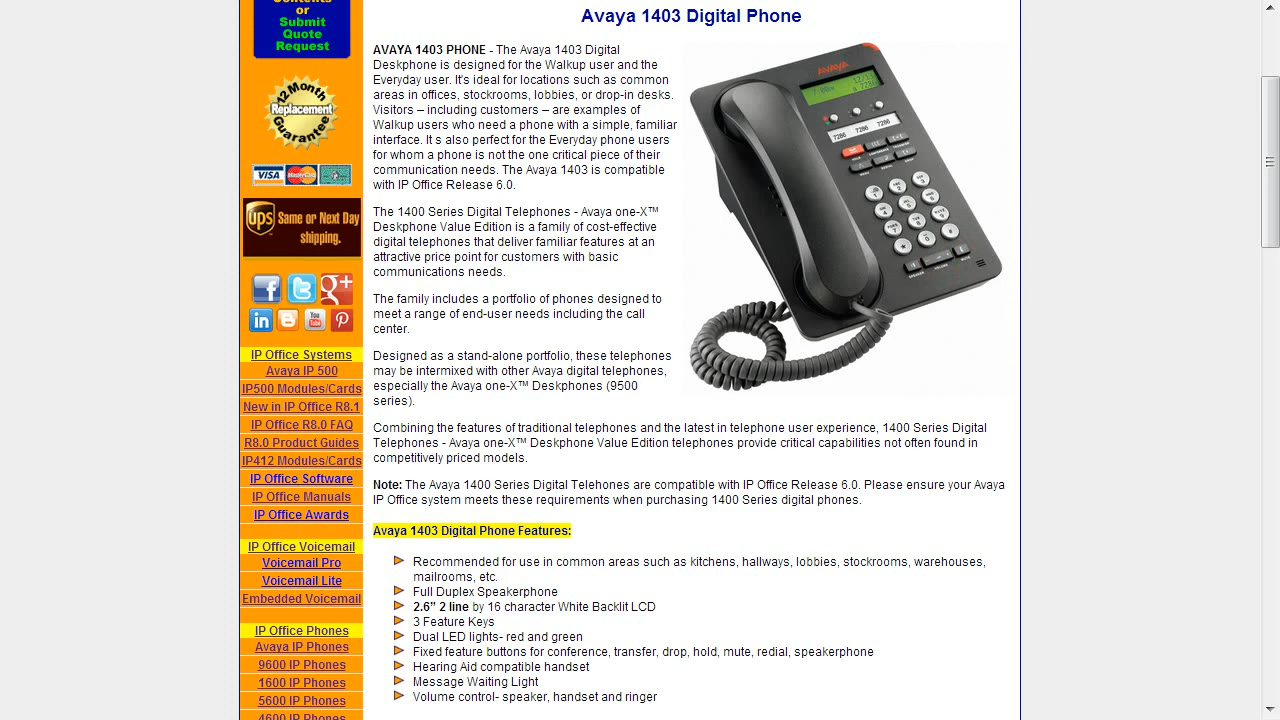 Contents
or
Submit
Quote
Request
12 Month
Replacement
Guarantee
VISA MasterCard
ups Same or Next Day
shipping.
IP Office Systems
Avaya IP 500
IP500 Modules/Cards
New in IP Office R8.1
IP Office R8.0 FAQ
R8.0 Product Guides
IP412 Modules/Cards
IP Office Software
IP Office Manuals
IP Office Awards
IP Office Voicemail
Voicemail Pro
Voicemail Lite
Embedded Voicemail
IP Office Phones
Avaya IP Phones
9600 IP Phones
1600 IP Phones
5600 IP Phones
4600 IP Phones
Avaya 1403 Digital Phone
AVAYA 1403 PHONE - The Avaya 1403 Digital
Deskphone is designed for the Walkup user and the
Everyday user. It's ideal for locations such as common
areas in offices, stockrooms, lobbies, or drop-in desks.
Visitors – including customers – are examples of
Walkup users who need a phone with a simple, familiar
interface. It s also perfect for the Everyday phone users
for whom a phone is not the one critical piece of their
communication needs. The Avaya 1403 is compatible
with IP Office Release 6.0.
The 1400 Series Digital Telephones - Avaya one-X™
Deskphone Value Edition is a family of cost-effective
digital telephones that deliver familiar features at an
attractive price point for customers with basic
communications needs.
The family includes a portfolio of phones designed to
meet a range of end-user needs including the call
center.
Designed as a stand-alone portfolio, these telephones
may be intermixed with other Avaya digital telephones,
especially the Avaya one-X™ Deskphones (9500
series).
AVAYA
7286 7286 7286
Combining the features of traditional telephones and the latest in telephone user experience, 1400 Series Digital
Telephones - Avaya one-X™ Deskphone Value Edition telephones provide critical capabilities not often found in
competitively priced models.
Note: The Avaya 1400 Series Digital Telehones are compatible with IP Office Release 6.0. Please ensure your Avaya
IP Office system meets these requirements when purchasing 1400 Series digital phones.
Avaya 1403 Digital Phone Features:
Recommended for use in common areas such as kitchens, hallways, lobbies, stockrooms, warehouses,
mailrooms, etc.
Full Duplex Speakerphone
2.6” 2 line by 16 character White Backlit LCD
3 Feature Keys
Dual LED lights- red and green
Fixed feature buttons for conference, transfer, drop, hold, mute, redial, speakerphone
Hearing Aid compatible handset
Message Waiting Light
Volume control- speaker, handset and ringer